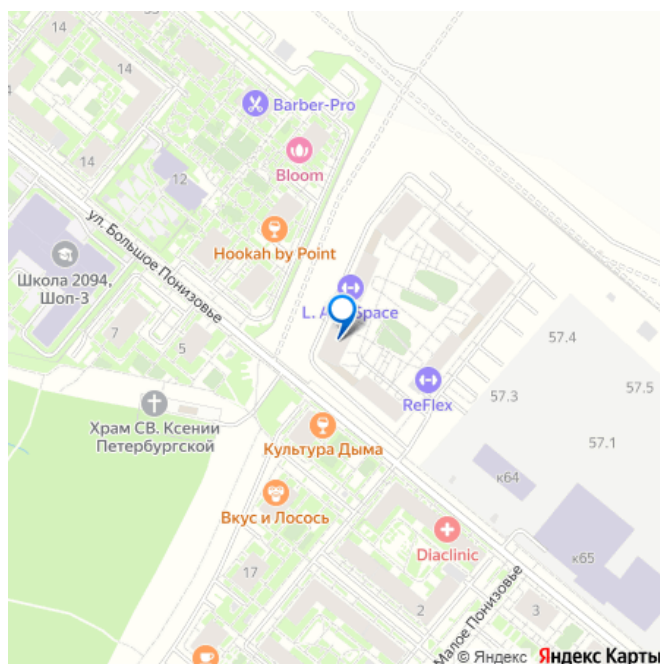 14
14
Barber-Pro
14
12
Bloom
ул. Большое Понизовье
Hookah by Point
Школа 2094,
Шоп-3
7
5
57.4
57.3
57.5
ReFlex
Храм СВ. Ксении
Петербургской
57.1
Культура Дыма
к64
Вкус и Лосось
Diaclinic
к65
17
2
3
Малое Понизовье
© Яндекс Яндекс Карты